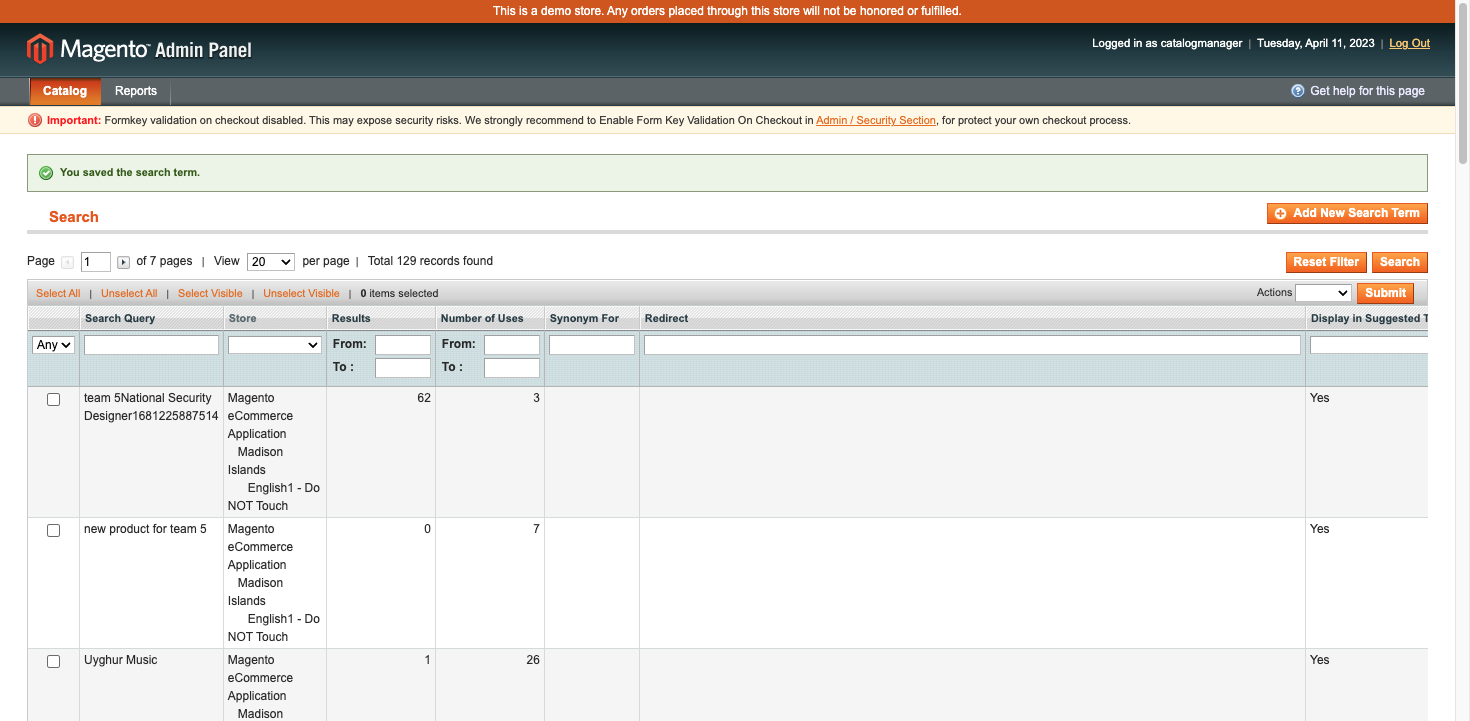 This is a demo store. Any orders placed through this store will not be honored or fulfilled.
Magento Admin Panel
Logged in as catalogmanager | Tuesday, April 11, 2023 | Log Out
Catalog Reports
Get help for this page
Important: Formkey validation on checkout disabled. This may expose security risks. We strongly recommend to Enable Form Key Validation On Checkout in Admin / Security Section, for protect your own checkout process.
You saved the search term.
Search
Add New Search Term
Page 1 of 7 pages | View 20 per page | Total 129 records found
Reset Filter Search
Select All | Unselect All | Select Visible | Unselect Visible | 0 items selected
Actions Submit
Search Query Store Results Number of Uses Synonym For Redirect Display in Suggested T
Any From: From:
To : To :
team 5National Security Magento 62 3 Yes
Designer1681225887514 eCommerce
Application
Madison
Islands
English1 - Do
NOT Touch
new product for team 5 Magento 0 7 Yes
eCommerce
Application
Madison
Islands
English1 - Do
NOT Touch
Uyghur Music Magento 1 26 Yes
eCommerce
Application
Madison